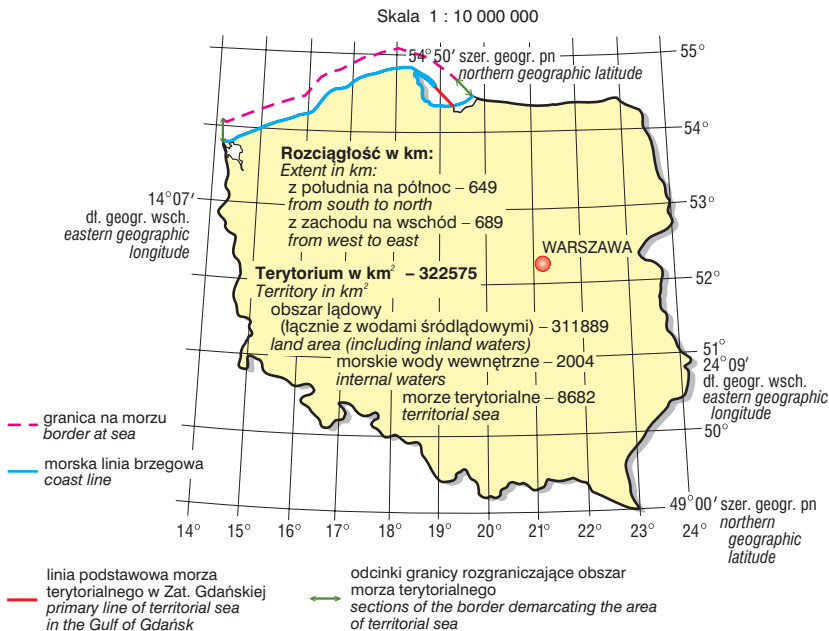 Skala 1 : 10 000 000
54° 50′ szer. geogr. pn
northern geographic latitude
55°
54°
53°
52°
51°
50°
14° 07′
dł. geogr. wsch.
eastern geographic
longitude
Rozciągłość w km:
Extent in km:
z południa na północ – 649
from south to north
z zachodu na wschód – 689
from west to east
WARSZAWA
Terytorium w km² – 322575
Territory in km²
obszar lądowy
(łącznie z wodami śródlądowymi) – 311889
land area (including inland waters)
morskie wody wewnętrzne – 2004
internal waters
morze terytorialne – 8682
territorial sea
24° 09′
dł. geogr. wsch.
eastern geographic
longitude
49° 00′ szer. geogr. pn
northern
geographic
latitude
14° 15° 16° 17° 18° 19° 20° 21° 22° 23° 24°
granica na morzu
border at sea
morska linia brzegowa
coast line
linia podstawowa morza
terytorialnego w Zat. Gdańskiej
primary line of territorial sea
in the Gulf of Gdańsk
odcinki granicy rozgraniczające obszar
morza terytorialnego
sections of the border demarcating the area
of territorial sea